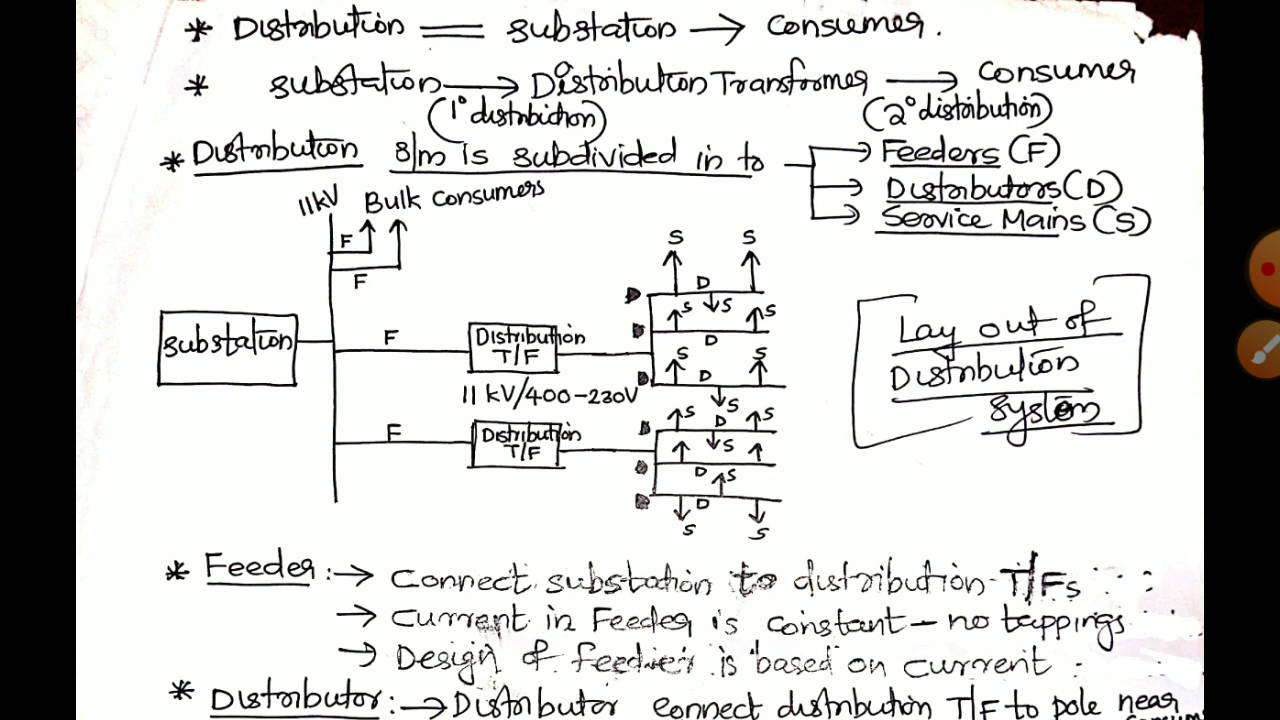 * Distribution = substation → consumer.
* substation → Distribution Transformer → consumer
(1° distribution) (2° distribution)
* Distribution s/m is subdivided in to → Feeders (F)
→ Distributors (D)
→ Service Mains (S)
11kV Bulk consumers
F
F
S S
D
S
S S
D
substation
F
Distribution
T/F
11 kV/400-230V
S S
D
S
F
Distribution
T/F
S S
D
S
D S
D
S S
Lay out of
Distribution
system
* Feeder :→ connect substation to distribution T/Fs
→ current in Feeder is constant – no tappings
→ Design of feeder is based on current
* Distributor :→ Distributor connect distribution T/F to pole near